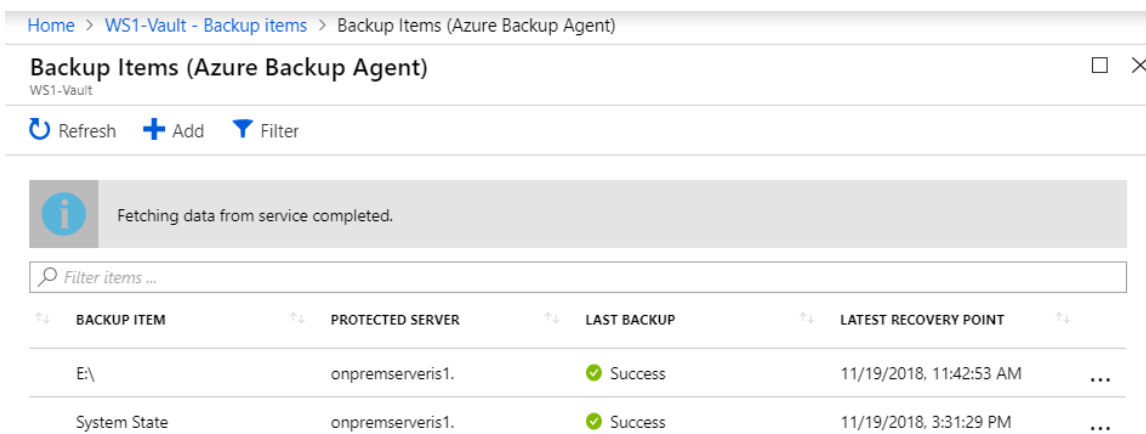 Home > WS1-Vault - Backup items > Backup Items (Azure Backup Agent)
Backup Items (Azure Backup Agent)
WS1-Vault
Refresh Add Filter
Fetching data from service completed.
Filter items ...
BACKUP ITEM PROTECTED SERVER LAST BACKUP LATEST RECOVERY POINT
E:\ onpremserveris1. Success 11/19/2018, 11:42:53 AM ...
System State onpremserveris1. Success 11/19/2018, 3:31:29 PM ...